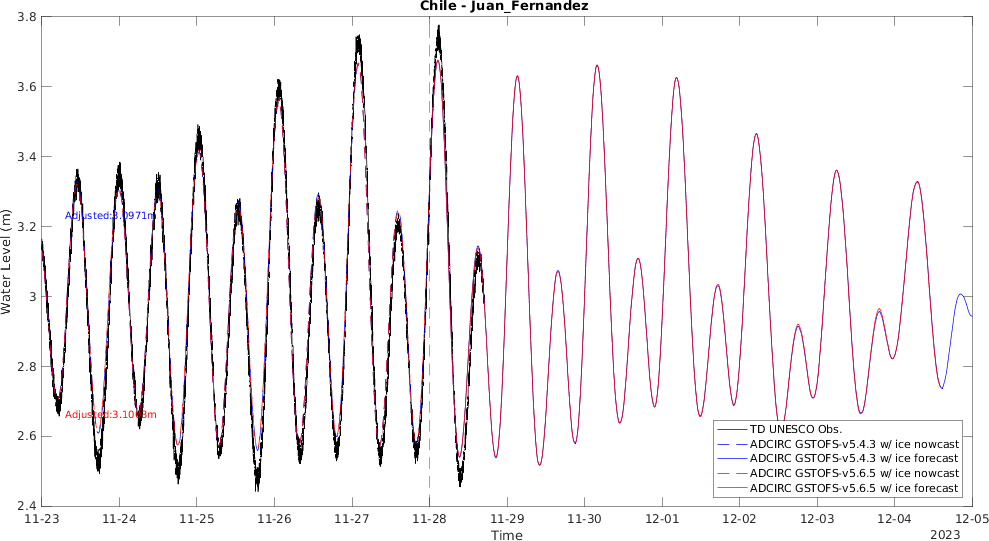 Chile - Juan_Fernandez
Water Level (m)
3.8
3.6
3.4
3.2
3
2.8
2.6
2.4
Adjusted:3.0971m
TD UNESCO Obs.
ADCIRC GSTOFS-v5.4.3 w/ ice nowcast
ADCIRC GSTOFS-v5.4.3 w/ ice forecast
ADCIRC GSTOFS-v5.6.5 w/ ice nowcast
ADCIRC GSTOFS-v5.6.5 w/ ice forecast
11-23 11-24 11-25 11-26 11-27 11-28 11-29 11-30 12-01 12-02 12-03 12-04 12-05
Time
2023